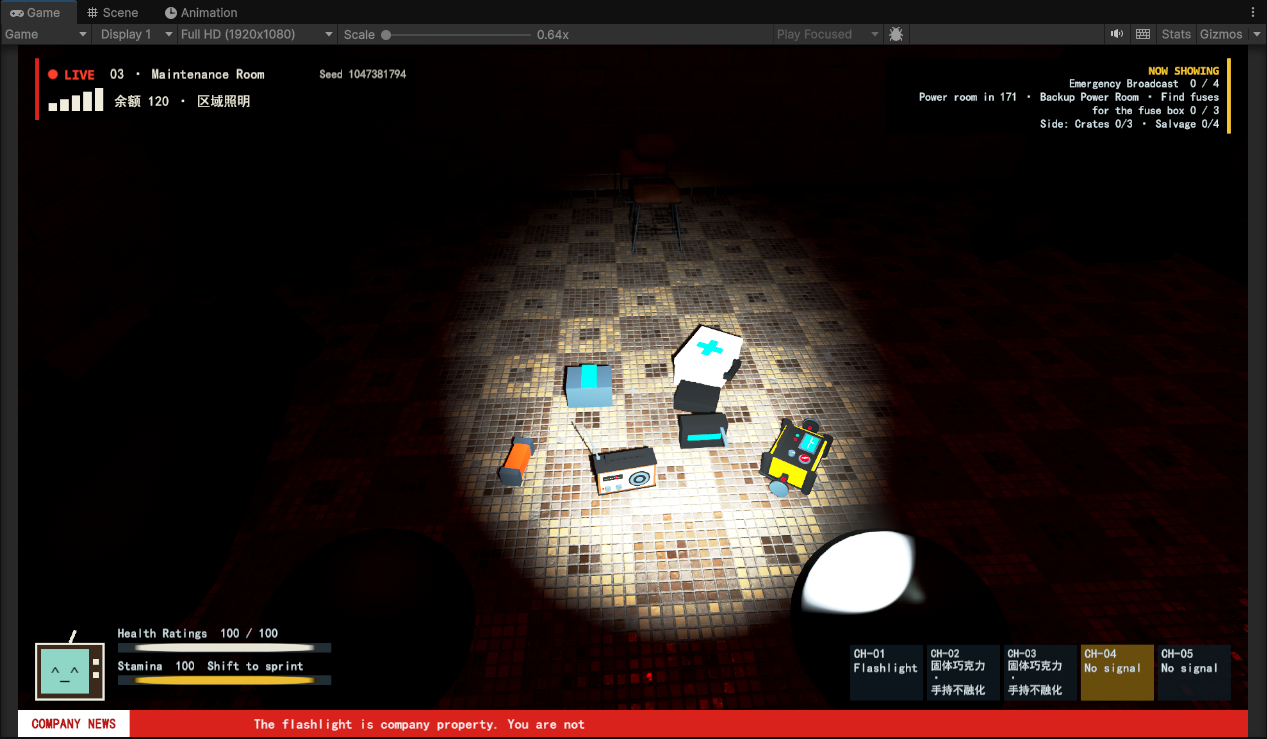 Game
Scene
Animation
Game
Display 1
Full HD (1920x1080)
Scale
0.64x
Play Focused
Stats
Gizmos
LIVE 03 · Maintenance Room
Seed 1047381794
余额 120 · 区域照明
NOW SHOWING
Emergency Broadcast 0 / 4
Power room in 171 · Backup Power Room · Find fuses
for the fuse box 0 / 3
Side: Crates 0/3 · Salvage 0/4
Health Ratings 100 / 100
Stamina 100 Shift to sprint
CH-01
Flashlight
CH-02
固体巧克力
·
手持不融化
CH-03
固体巧克力
·
手持不融化
CH-04
No signal
CH-05
No signal
COMPANY NEWS
The flashlight is company property. You are not